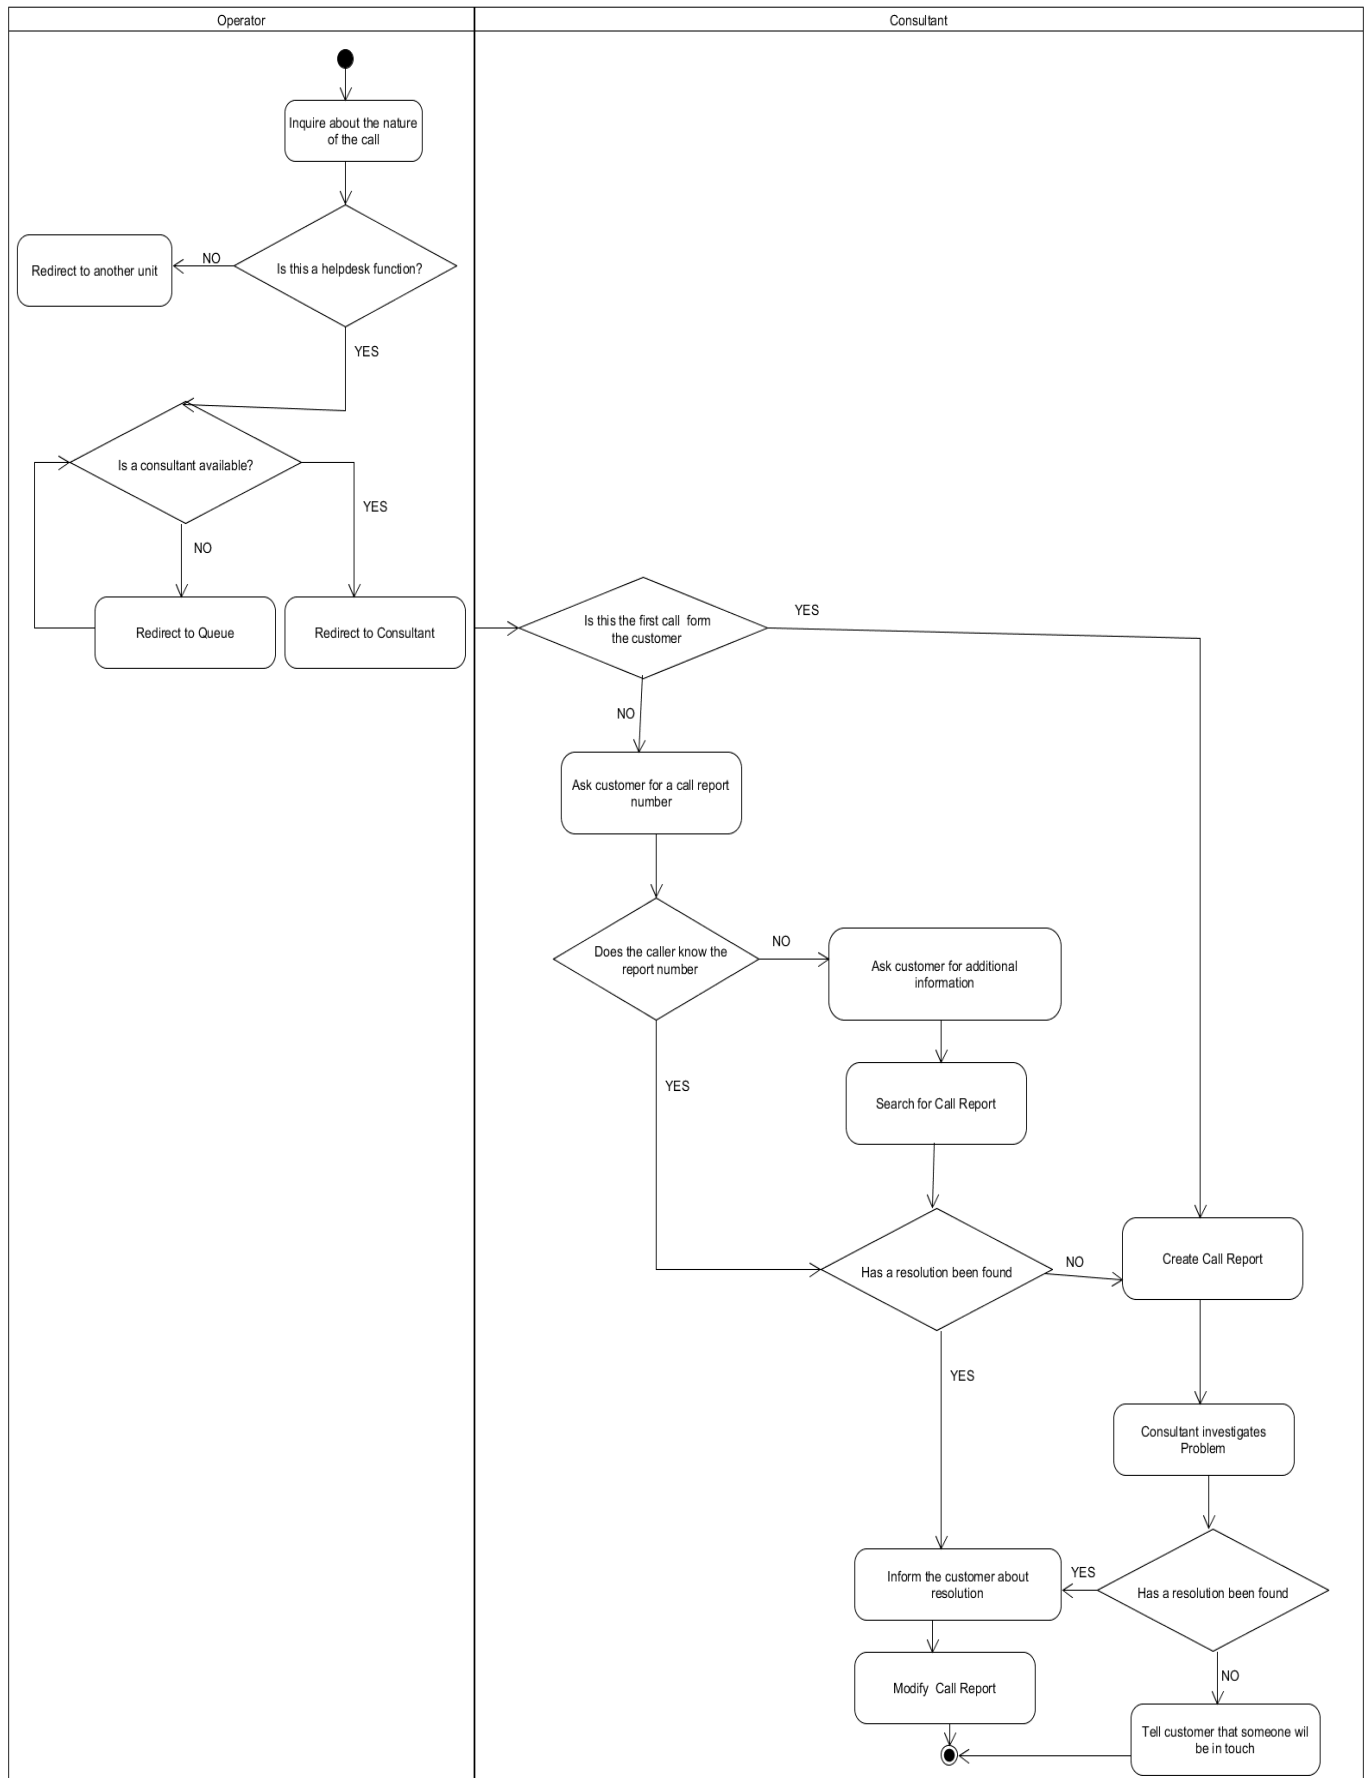 Operator
Consultant
Inquire about the nature
of the call
Is this a helpdesk function?
NO
Redirect to another unit
YES
Is a consultant available?
YES
NO
Redirect to Queue
Redirect to Consultant
Is this the first call  form
the customer
YES
NO
Ask customer for a call report
number
Does the caller know the
report number
NO
Ask customer for additional
information
YES
Search for Call Report
Has a resolution been found
NO
Create Call Report
YES
Consultant investigates
Problem
Has a resolution been found
YES
Inform the customer about
resolution
NO
Modify  Call Report
Tell customer that someone wil
be in touch